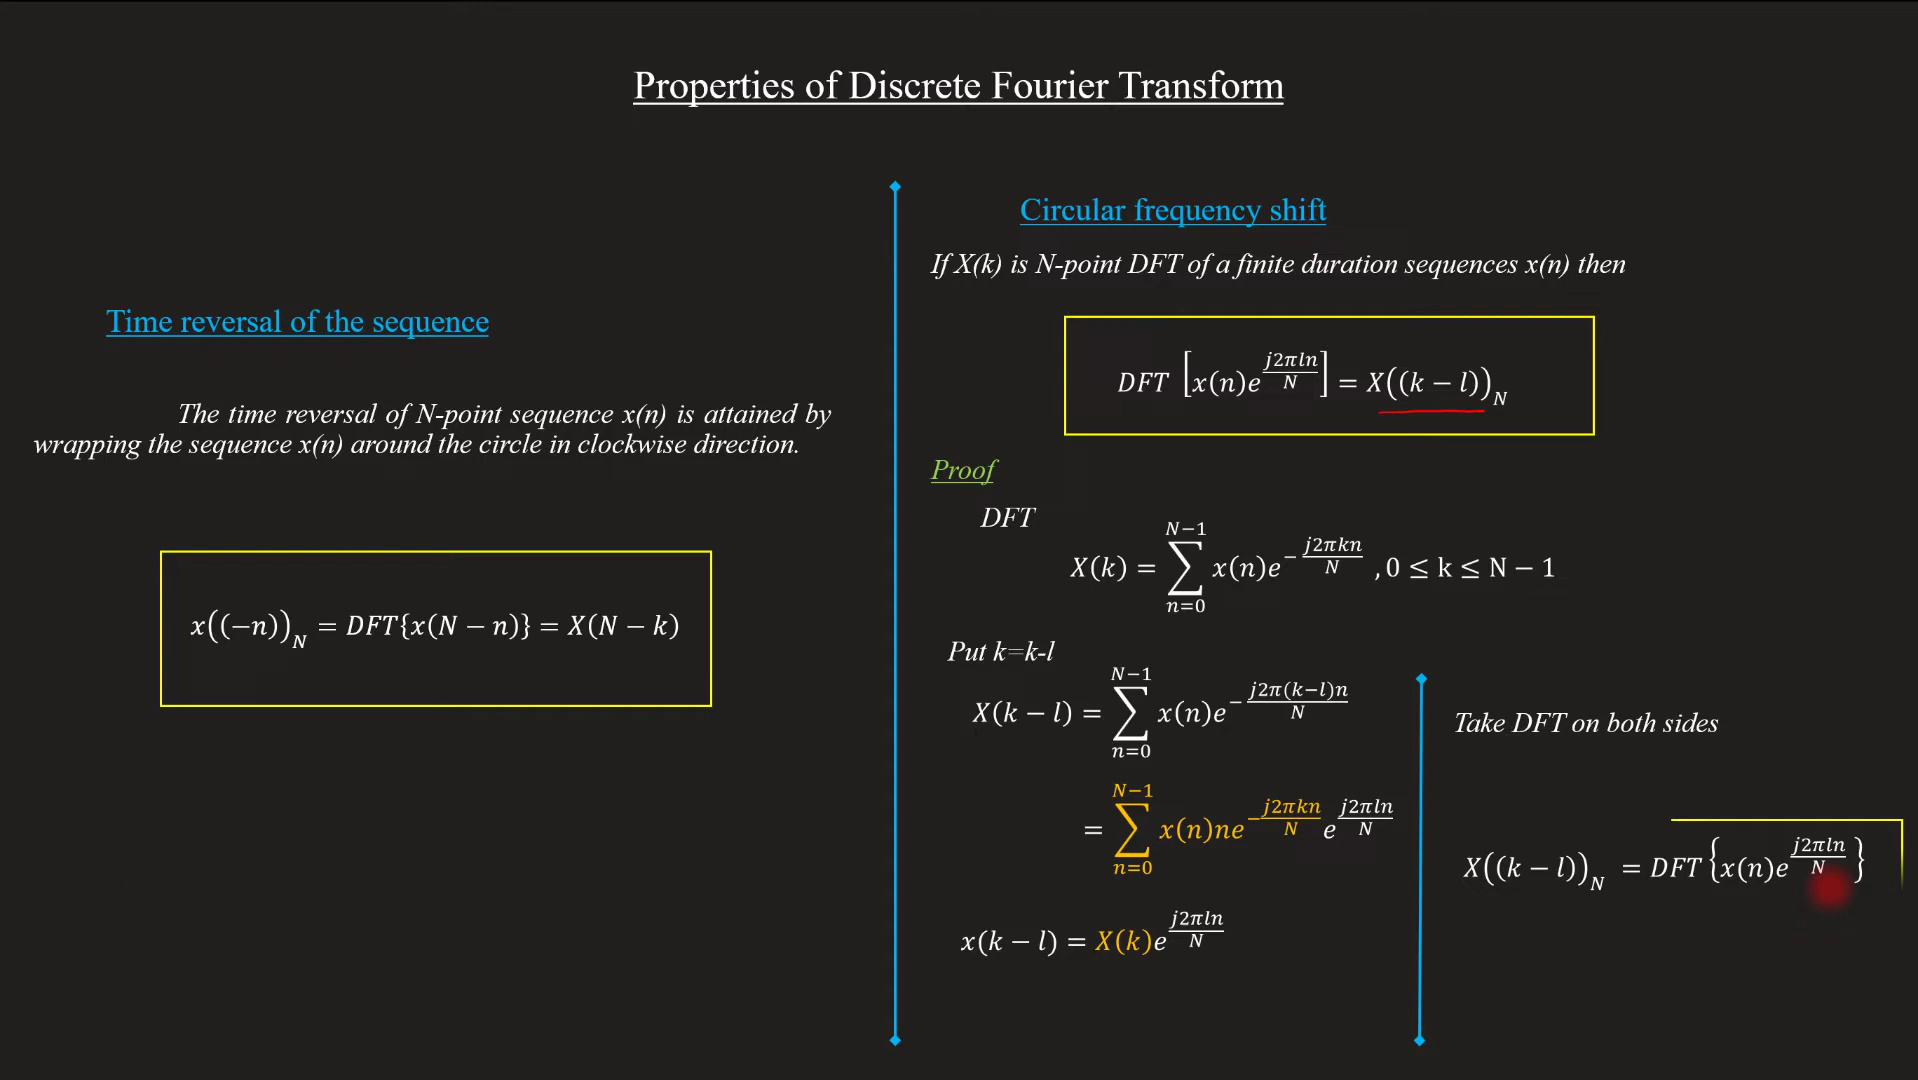 Properties of Discrete Fourier Transform
Time reversal of the sequence
The time reversal of N-point sequence x(n) is attained by
wrapping the sequence x(n) around the circle in clockwise direction.
x((−n))_N = DFT{x(N − n)} = X(N − k)
Circular frequency shift
If X(k) is N-point DFT of a finite duration sequences x(n) then
DFT [x(n)e^{j2πln/N}] = X((k − l))_N
Proof
DFT
X(k) = ∑_{n=0}^{N−1} x(n)e^{−j2πkn/N} ,0 ≤ k ≤ N − 1
Put k=k-l
X(k − l) = ∑_{n=0}^{N−1} x(n)e^{−j2π(k−l)n/N}
= ∑_{n=0}^{N−1} x(n)ne^{−j2πkn/N} e^{j2πln/N}
x(k − l) = X(k)e^{j2πln/N}
Take DFT on both sides
X((k − l))_N = DFT {x(n)e^{j2πln/N}}